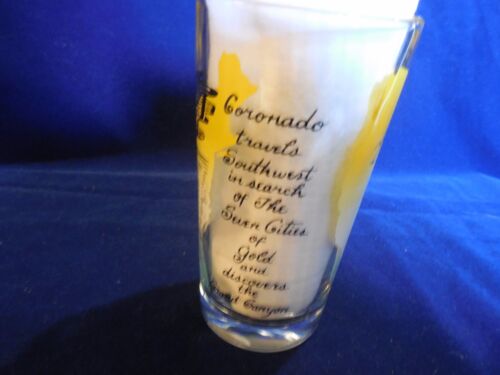 Coronado
travels
Southwest
in search
of The
Seven Cities
of
Gold
and
discovers
the
Grand Canyon